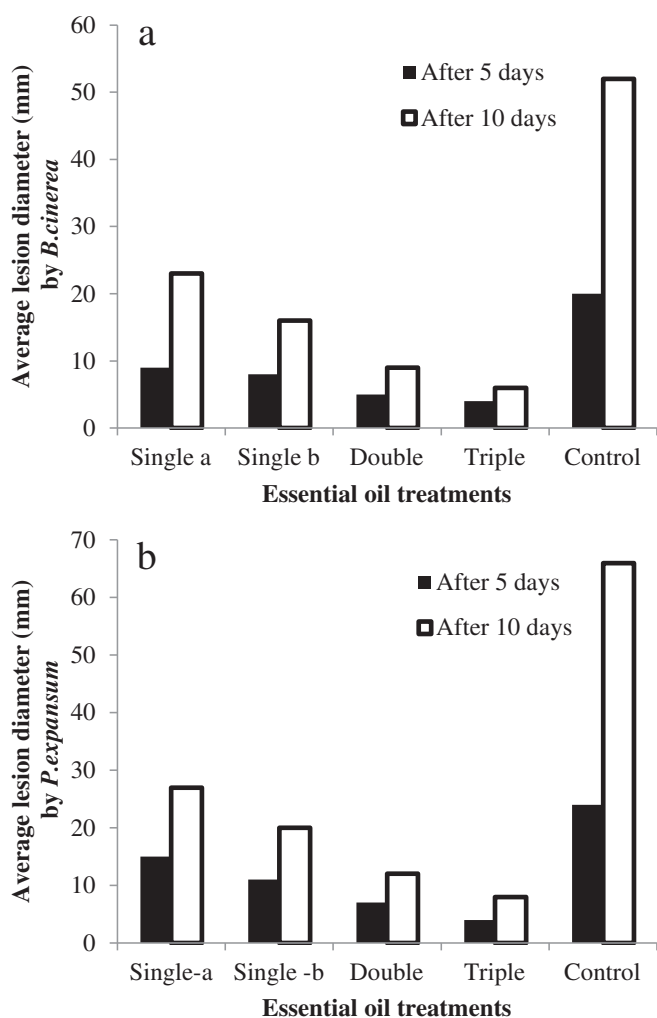 a
After 5 days
After 10 days
Average lesion diameter (mm)
by B.cinerea
60
50
40
30
20
10
0
Single a Single b Double Triple Control
Essential oil treatments
b
After 5 days
After 10 days
Average lesion diameter (mm)
by P.expansum
70
60
50
40
30
20
10
0
Single-a Single -b Double Triple Control
Essential oil treatments